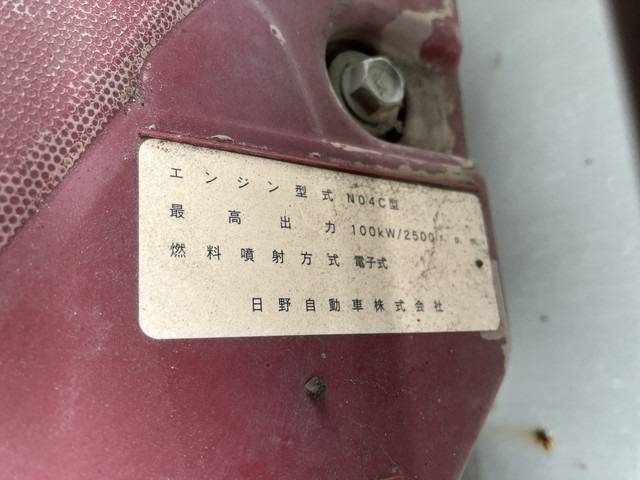 エンジン型式 N04C型
最高出力 100kW/2500r.p.m.
燃料噴射方式 電子式
日野自動車株式会社